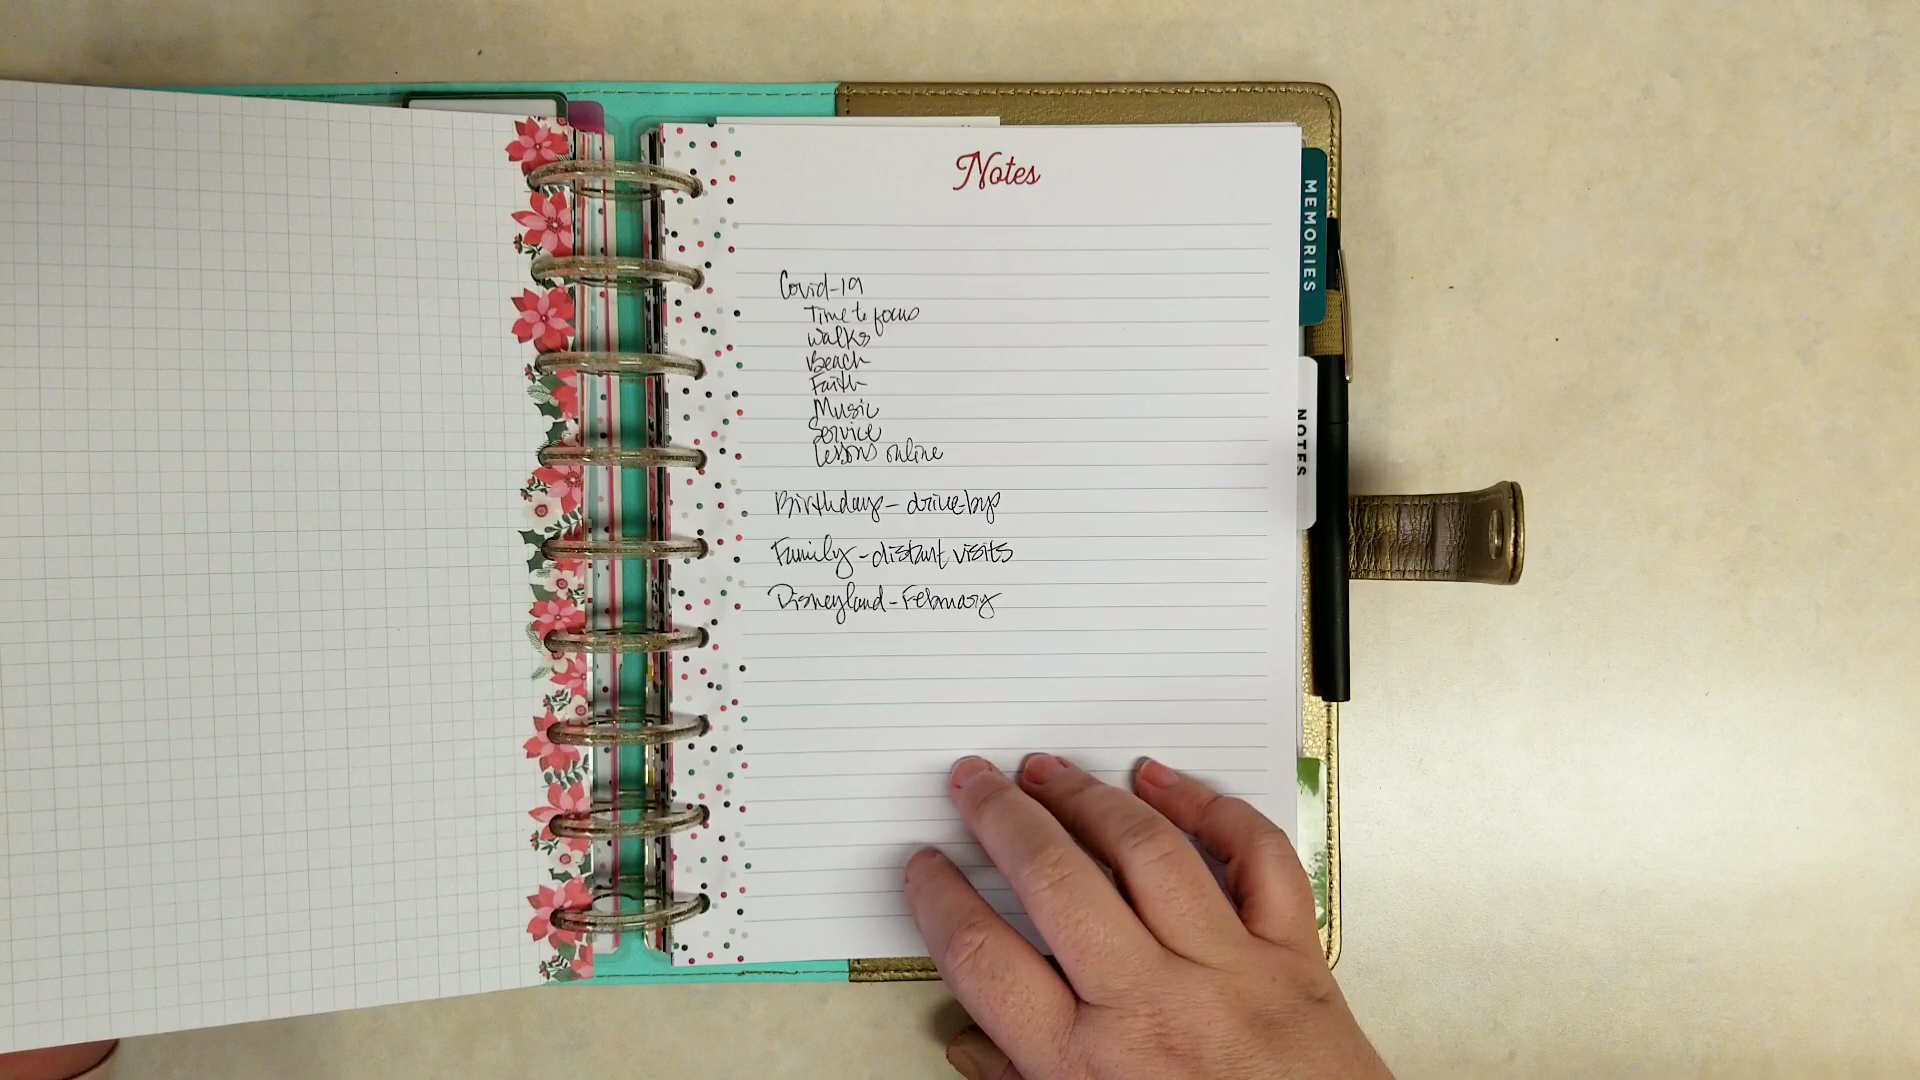 Notes
Covid-19
Time to focus
Walks
Beach
Faith
Music
Service
Lessons online
Birthdays - drive-bys
Family - distant visits
Disneyland - February
MEMORIES
NOTES